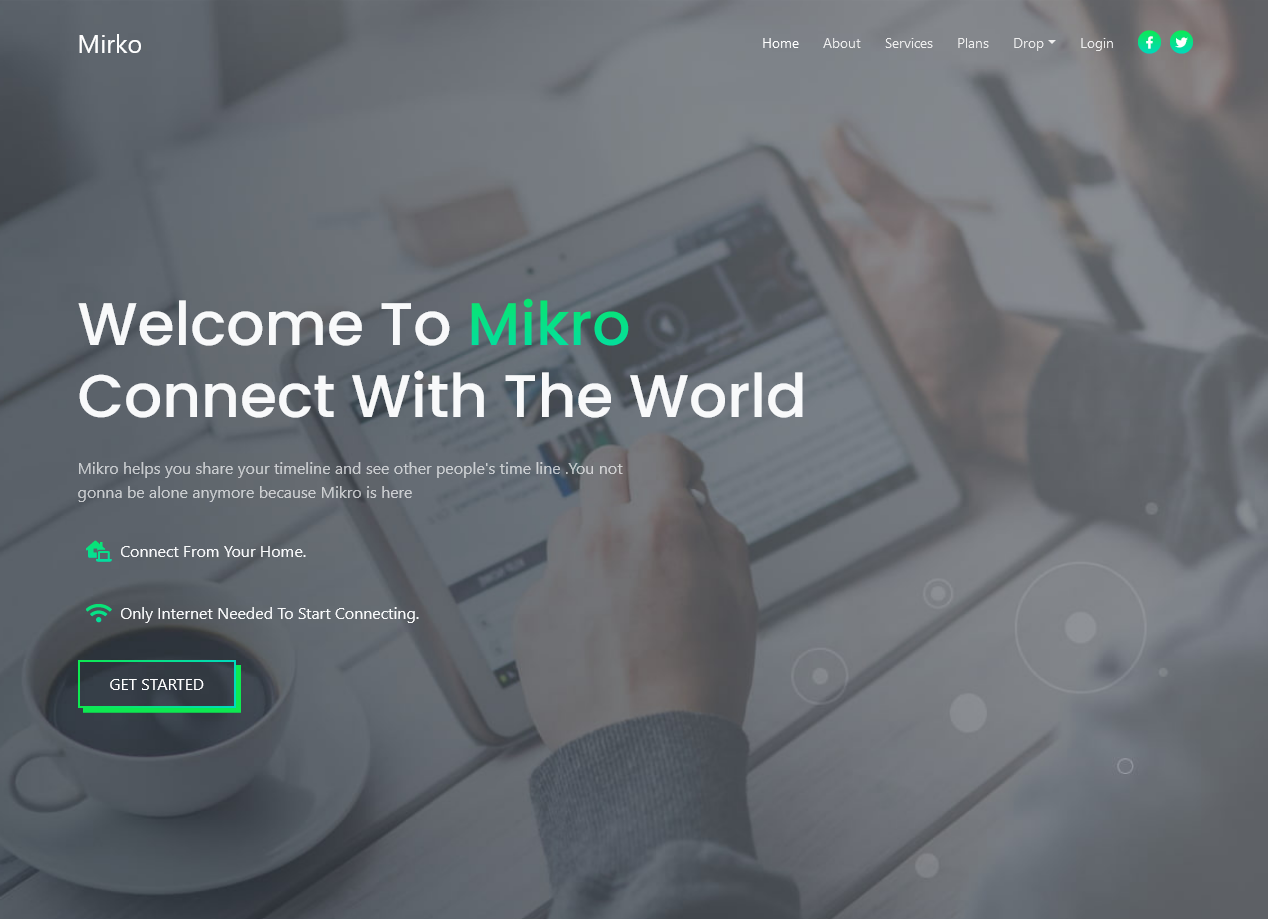 Mirko
Home About Services Plans Drop Login
Welcome To Mikro
Connect With The World
Mikro helps you share your timeline and see other people's time line .You not
gonna be alone anymore because Mikro is here
Connect From Your Home.
Only Internet Needed To Start Connecting.
GET STARTED